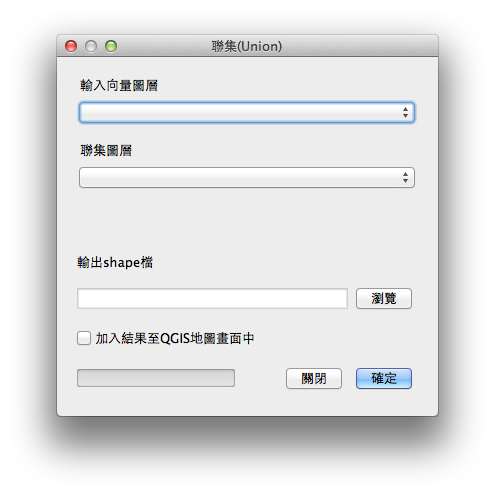 聯集(Union)
輸入向量圖層
聯集圖層
輸出shape檔
瀏覽
加入結果至QGIS地圖畫面中
關閉
確定